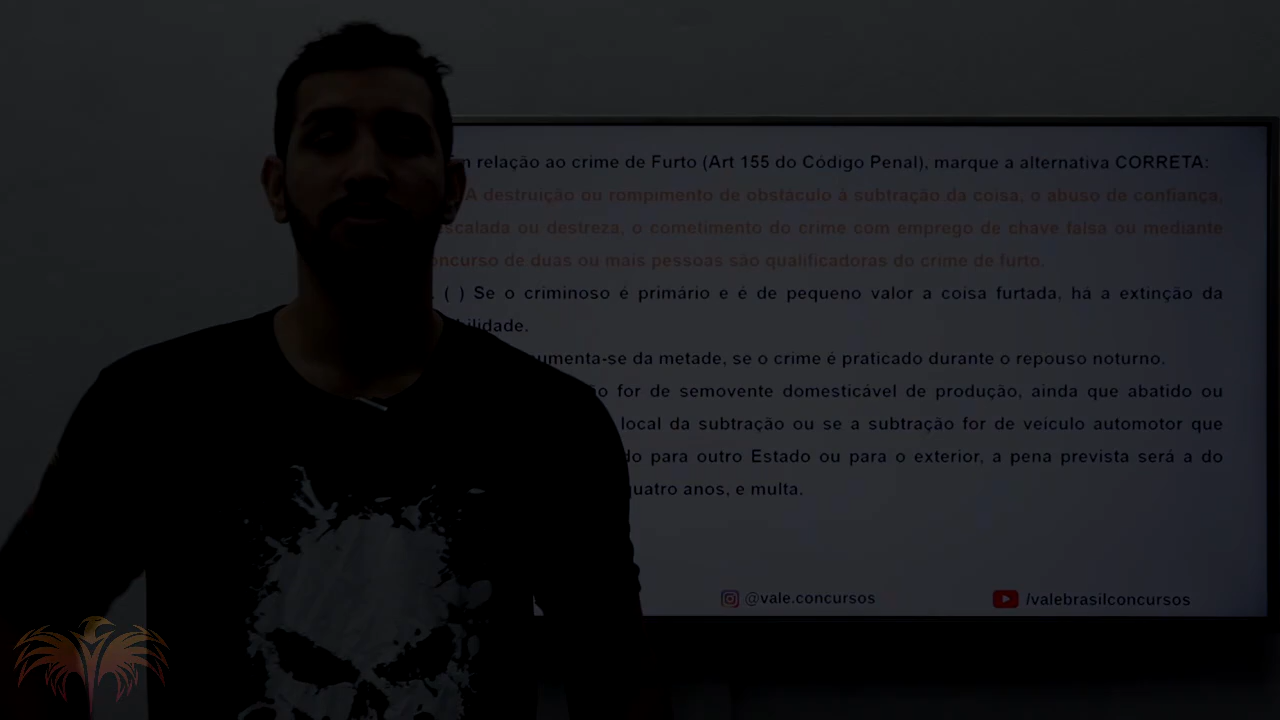 relação ao crime de Furto (Art 155 do Código Penal), marque a alternativa CORRETA:
A destruição ou rompimento de obstáculo à subtração da coisa, o abuso de confiança,
escalada ou destreza, o cometimento do crime com emprego de chave falsa ou mediante
concurso de duas ou mais pessoas são qualificadoras do crime de furto.
( ) Se o criminoso é primário e é de pequeno valor a coisa furtada, há a extinção da
bilidade.
umenta-se da metade, se o crime é praticado durante o repouso noturno.
for de semovente domesticável de produção, ainda que abatido ou
local da subtração ou se a subtração for de veículo automotor que
do para outro Estado ou para o exterior, a pena prevista será a do
quatro anos, e multa.
@vale.concursos
/valebrasilconcursos